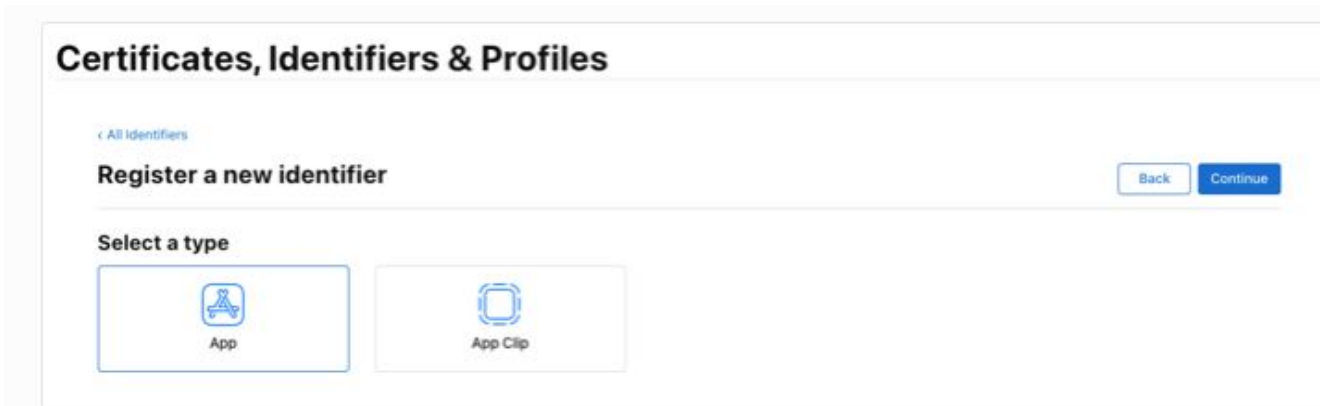 Certificates, Identifiers & Profiles
‹ All Identifiers
Register a new identifier
Back
Continue
Select a type
App
App Clip